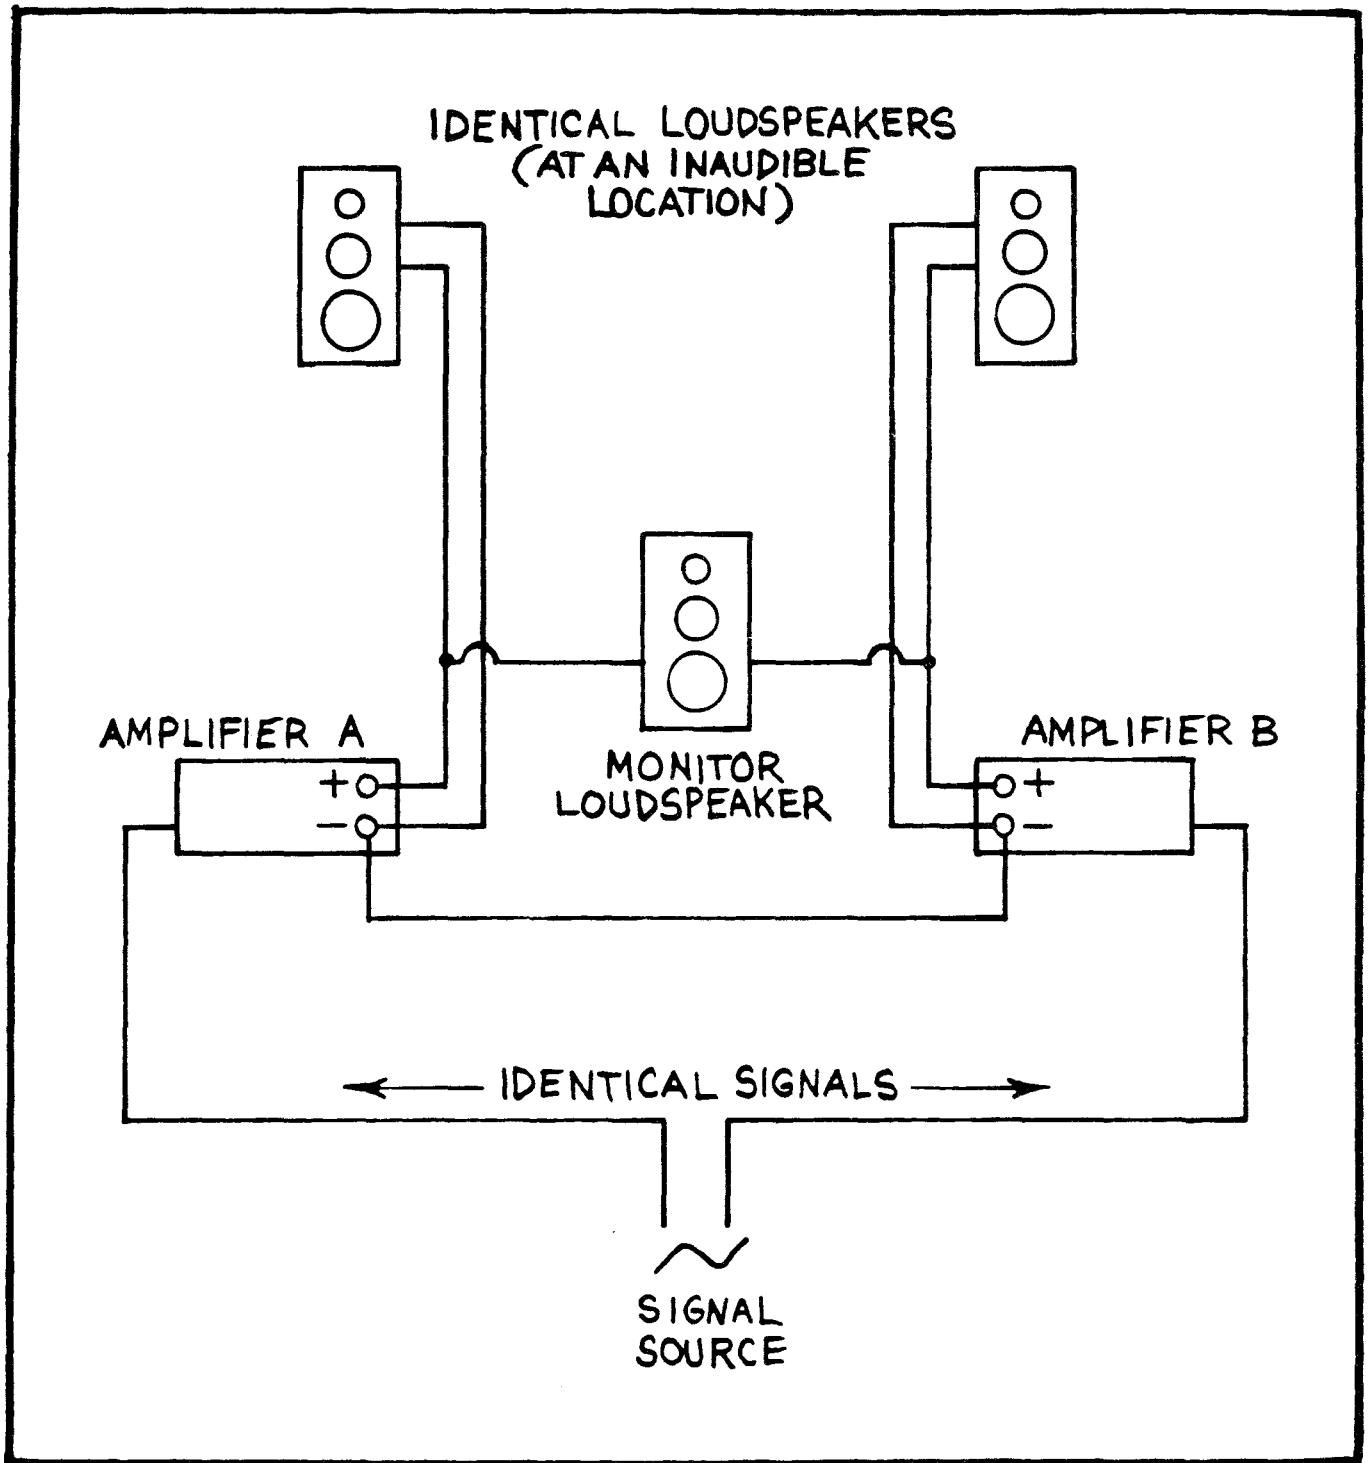 IDENTICAL LOUDSPEAKERS
(AT AN INAUDIBLE
LOCATION)
AMPLIFIER A
+
−
MONITOR
LOUDSPEAKER
AMPLIFIER B
+
−
IDENTICAL SIGNALS
SIGNAL
SOURCE